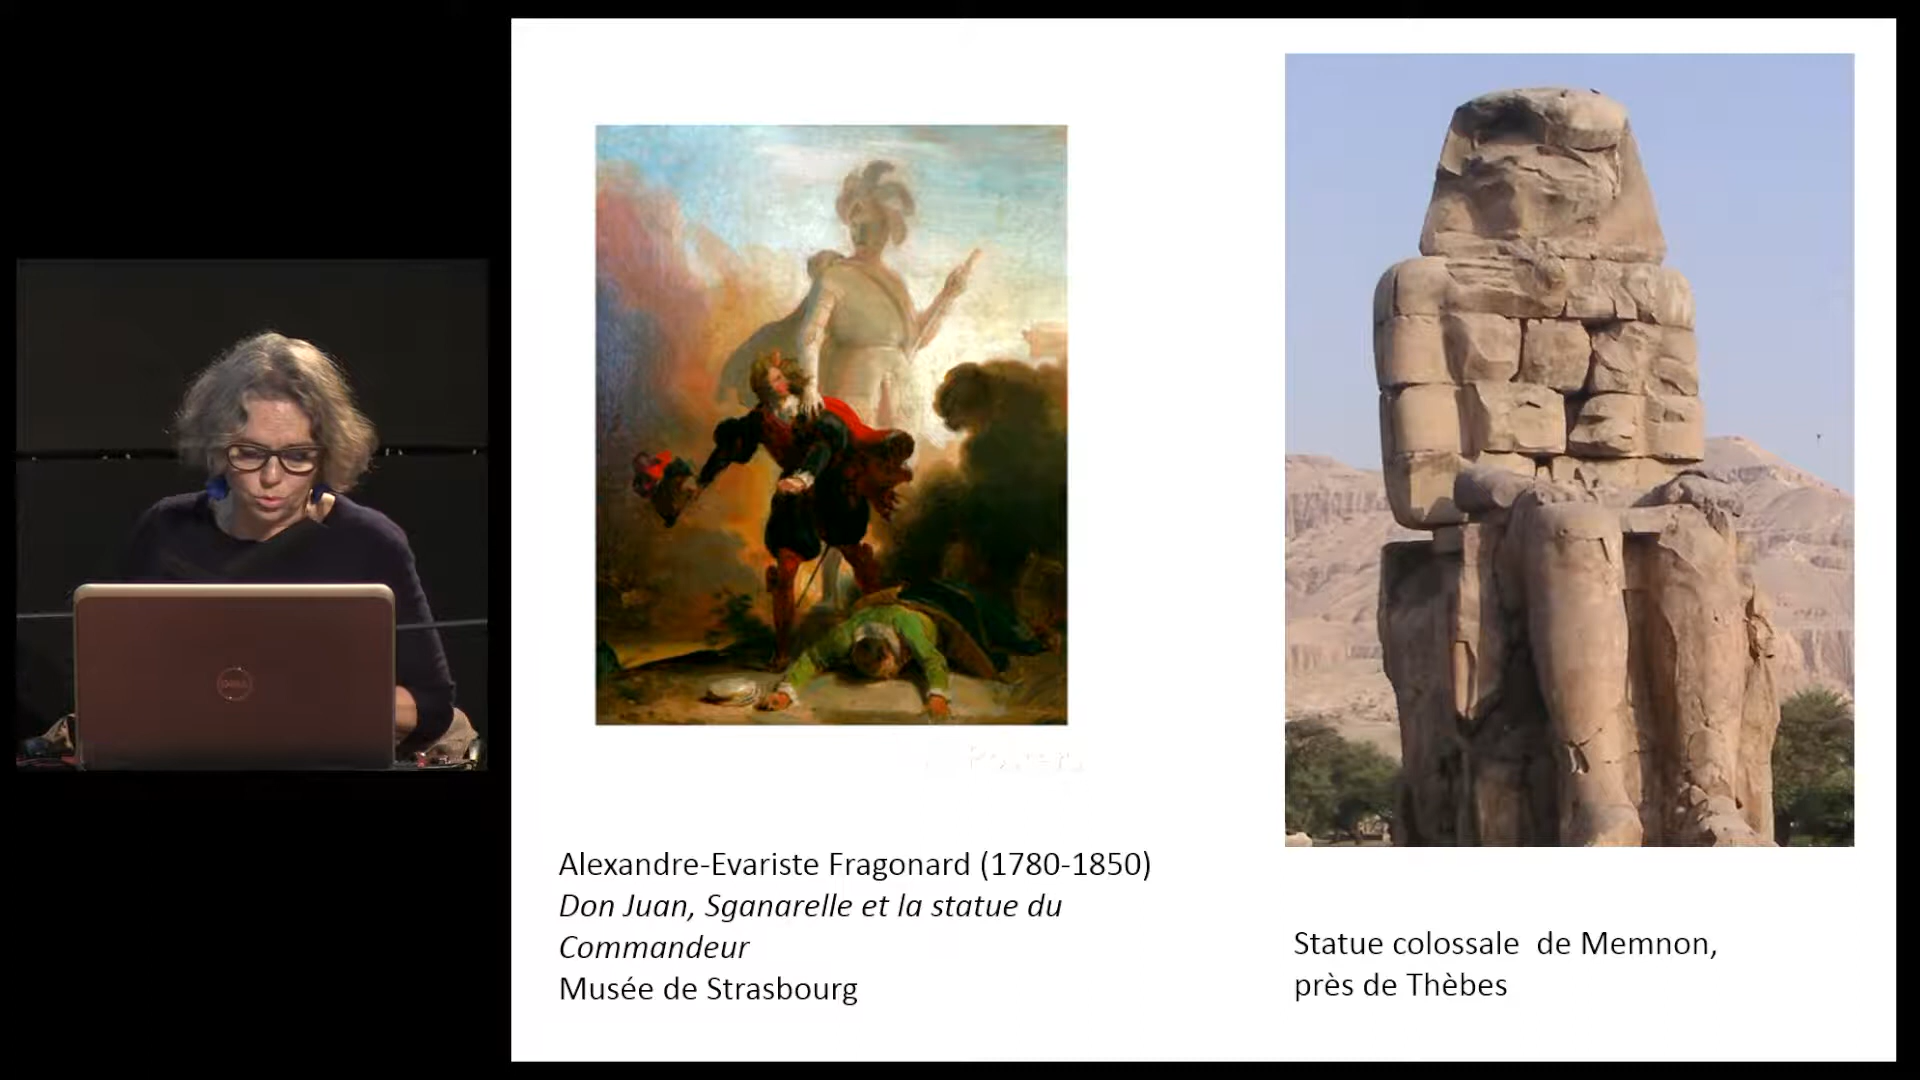 Alexandre-Evariste Fragonard (1780-1850)
Don Juan, Sganarelle et la statue du
Commandeur
Musée de Strasbourg
Statue colossale de Memnon,
près de Thèbes
DELL